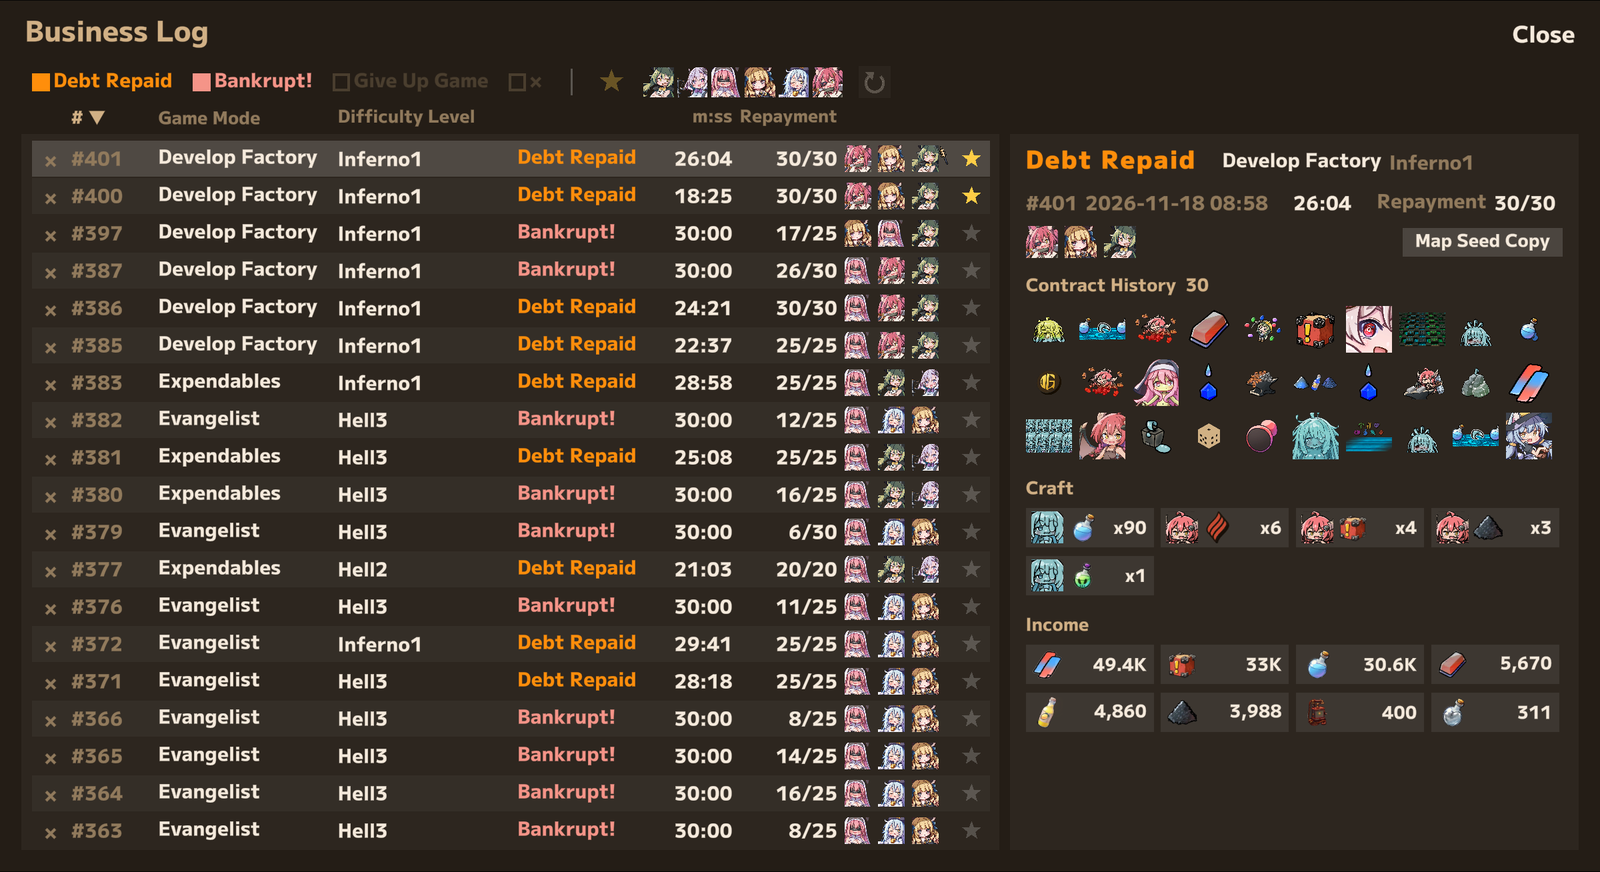 Business Log
Close
Debt Repaid Bankrupt! Give Up Game ×
# ▼ Game Mode Difficulty Level m:ss Repayment
× #401 Develop Factory Inferno1 Debt Repaid 26:04 30/30
× #400 Develop Factory Inferno1 Debt Repaid 18:25 30/30
× #397 Develop Factory Inferno1 Bankrupt! 30:00 17/25
× #387 Develop Factory Inferno1 Bankrupt! 30:00 26/30
× #386 Develop Factory Inferno1 Debt Repaid 24:21 30/30
× #385 Develop Factory Inferno1 Debt Repaid 22:37 25/25
× #383 Expendables Inferno1 Debt Repaid 28:58 25/25
× #382 Evangelist Hell3 Bankrupt! 30:00 12/25
× #381 Expendables Hell3 Debt Repaid 25:08 25/25
× #380 Expendables Hell3 Bankrupt! 30:00 16/25
× #379 Evangelist Hell3 Bankrupt! 30:00 6/30
× #377 Expendables Hell2 Debt Repaid 21:03 20/20
× #376 Evangelist Hell3 Bankrupt! 30:00 11/25
× #372 Evangelist Inferno1 Debt Repaid 29:41 25/25
× #371 Evangelist Hell3 Debt Repaid 28:18 25/25
× #366 Evangelist Hell3 Bankrupt! 30:00 8/25
× #365 Evangelist Hell3 Bankrupt! 30:00 14/25
× #364 Evangelist Hell3 Bankrupt! 30:00 16/25
× #363 Evangelist Hell3 Bankrupt! 30:00 8/25
Debt Repaid Develop Factory Inferno1
#401 2026-11-18 08:58 26:04 Repayment 30/30
Map Seed Copy
Contract History 30
Craft
x90 x6 x4 x3
x1
Income
49.4K 33K 30.6K 5,670
4,860 3,988 400 311